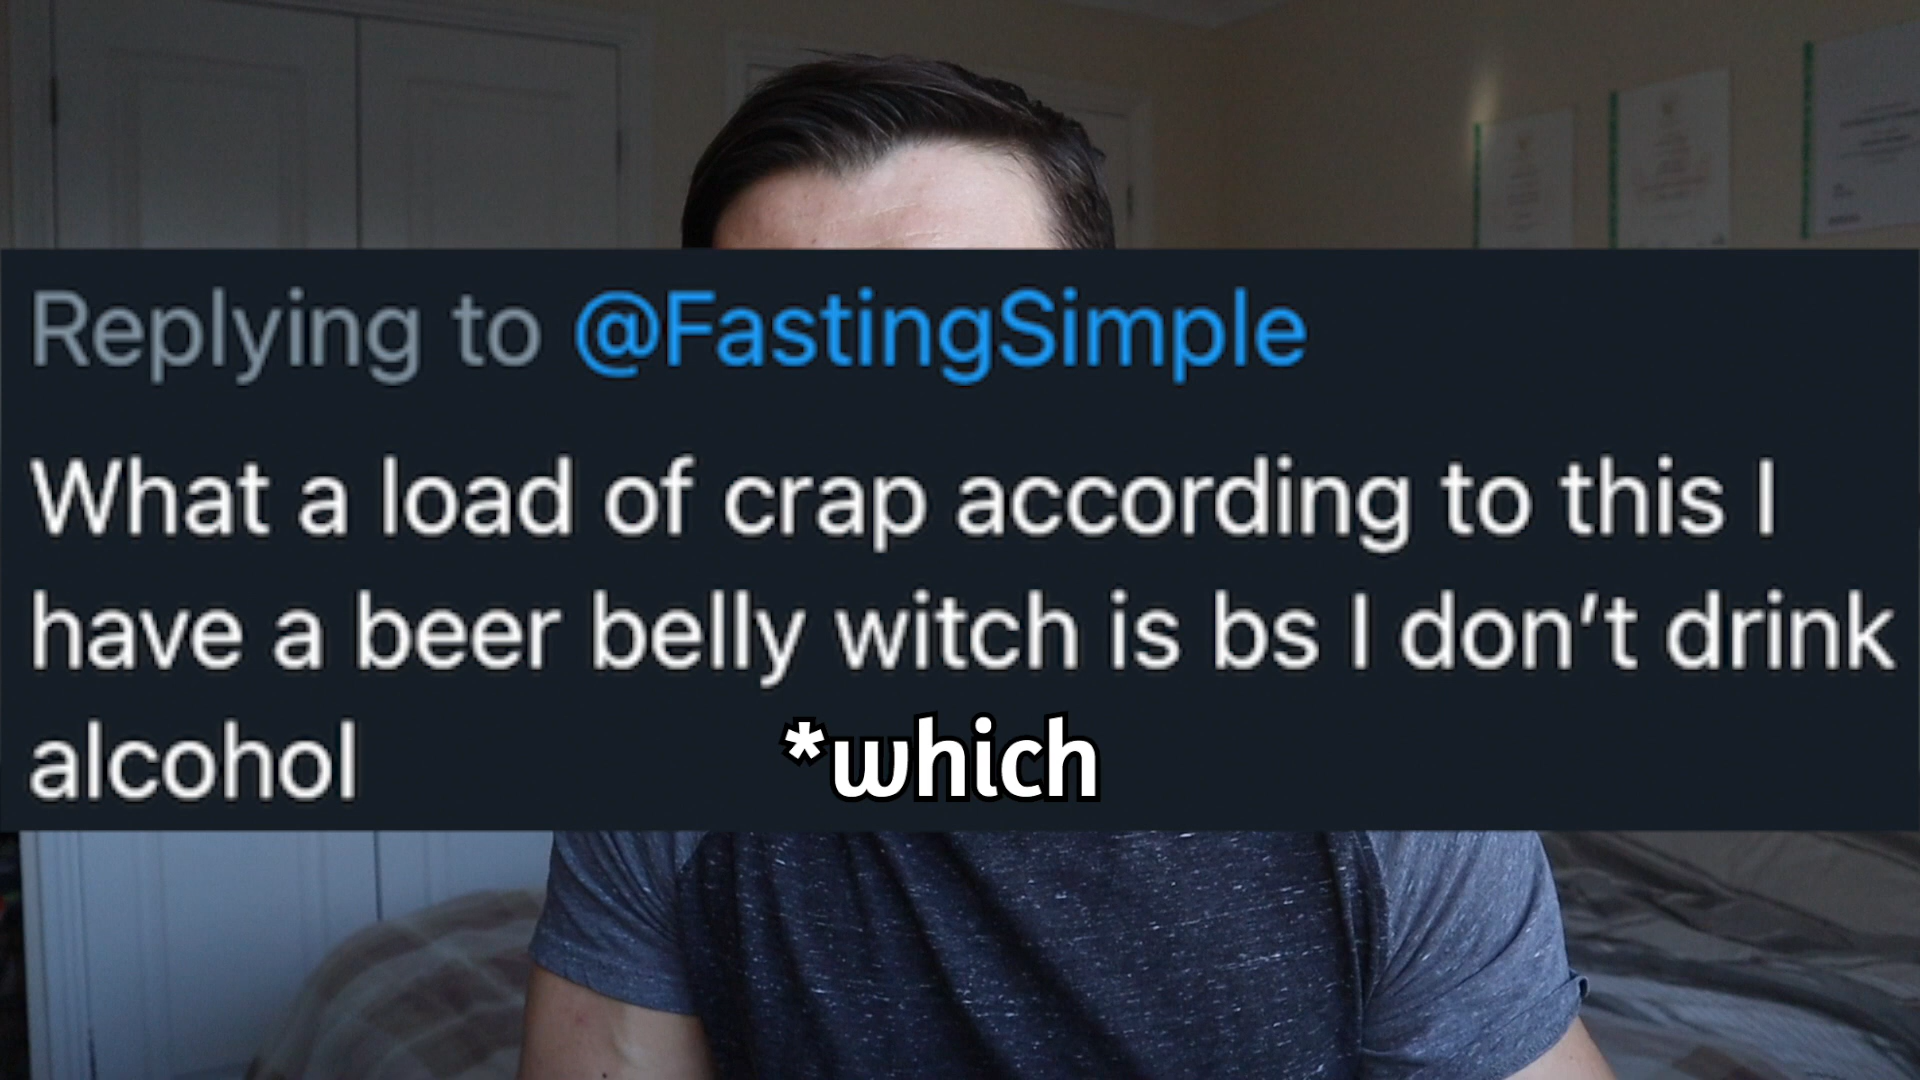 Replying to @FastingSimple
What a load of crap according to this I
have a beer belly witch is bs I don't drink
alcohol
*which